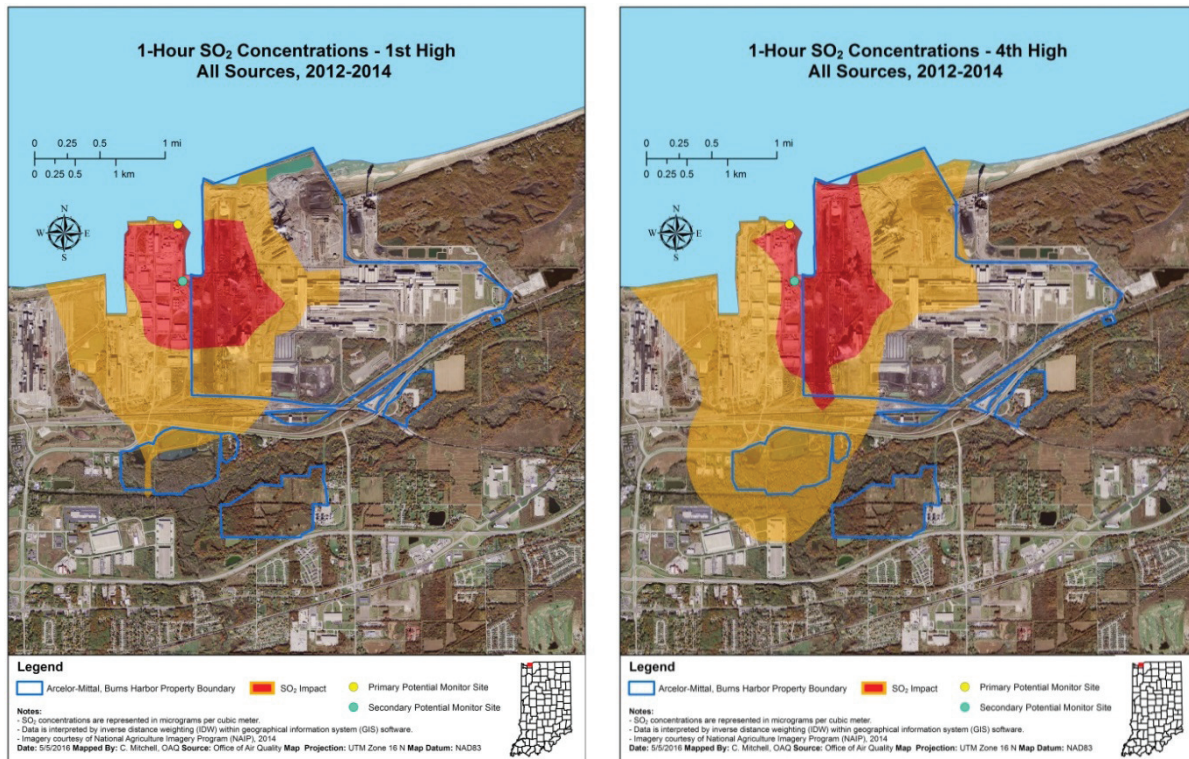 1-Hour SO₂ Concentrations - 1st High
All Sources, 2012-2014
0 0.25 0.5 1 mi
0 0.25 0.5 1 km
N
W E
S
Legend
Arcelor-Mittal, Burns Harbor Property Boundary
SO₂ Impact
Primary Potential Monitor Site
Secondary Potential Monitor Site
Notes:
- SO₂ concentrations are represented in micrograms per cubic meter.
- Data is interpreted by inverse distance weighting (IDW) within geographical information system (GIS) software.
- Imagery courtesy of National Agriculture Imagery Program (NAIP), 2014
Date: 5/5/2016 Mapped By: C. Mitchell, OAQ Source: Office of Air Quality Map Projection: UTM Zone 16 N Map Datum: NAD83
1-Hour SO₂ Concentrations - 4th High
All Sources, 2012-2014
0 0.25 0.5 1 mi
0 0.25 0.5 1 km
N
W E
S
Legend
Arcelor-Mittal, Burns Harbor Property Boundary
SO₂ Impact
Primary Potential Monitor Site
Secondary Potential Monitor Site
Notes:
- SO₂ concentrations are represented in micrograms per cubic meter.
- Data is interpreted by inverse distance weighting (IDW) within geographical information system (GIS) software.
- Imagery courtesy of National Agriculture Imagery Program (NAIP), 2014
Date: 5/5/2016 Mapped By: C. Mitchell, OAQ Source: Office of Air Quality Map Projection: UTM Zone 16 N Map Datum: NAD83